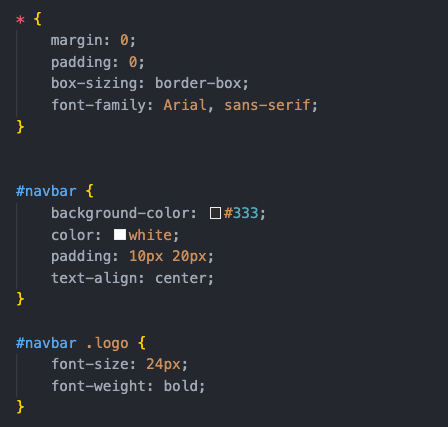 * {
    margin: 0;
    padding: 0;
    box-sizing: border-box;
    font-family: Arial, sans-serif;
}
#navbar {
    background-color: #333;
    color: white;
    padding: 10px 20px;
    text-align: center;
}
#navbar .logo {
    font-size: 24px;
    font-weight: bold;
}